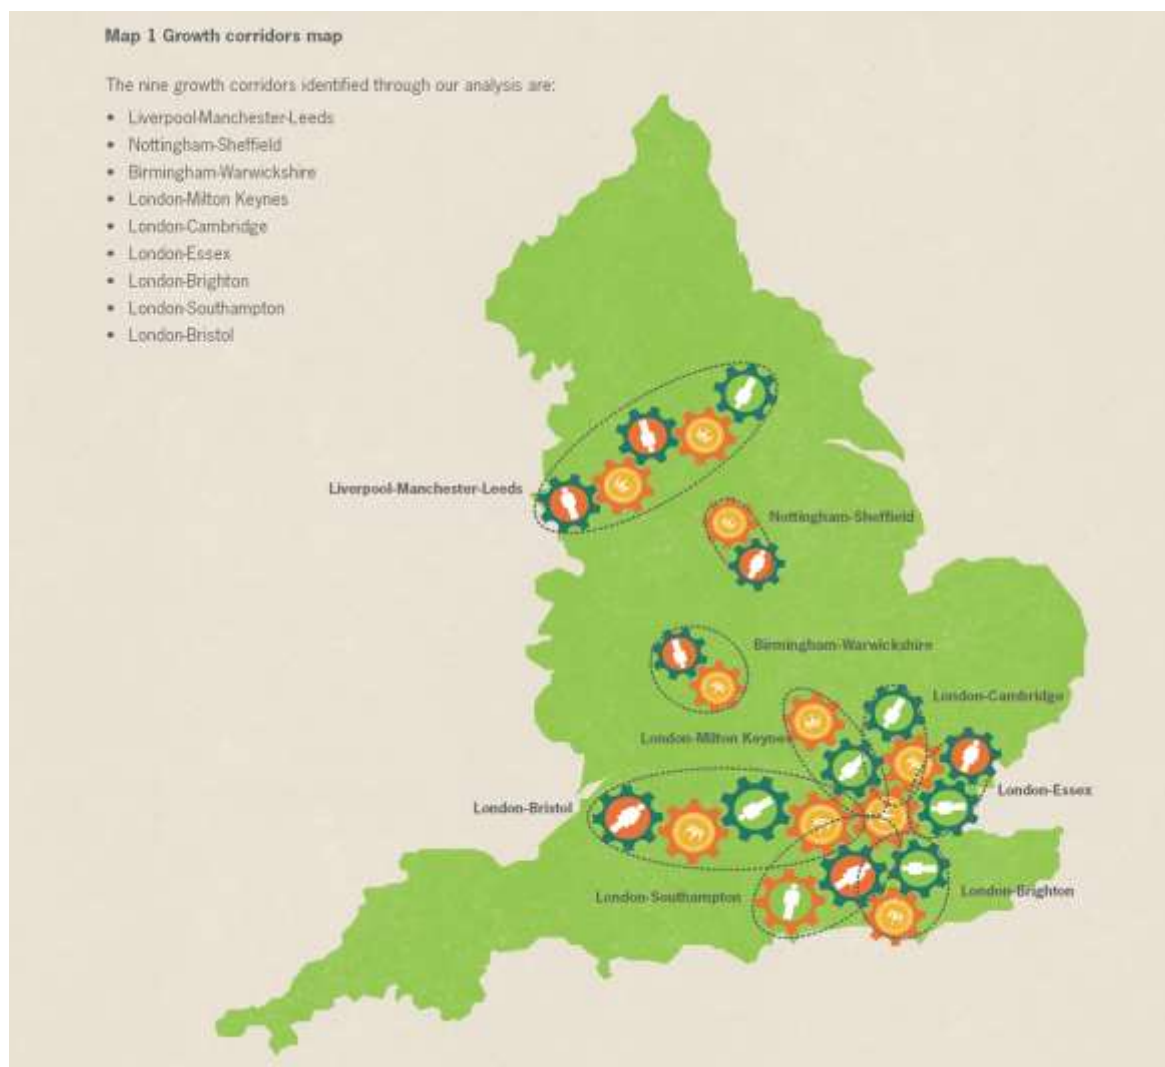 Map 1 Growth corridors map
The nine growth corridors identified through our analysis are:
• Liverpool-Manchester-Leeds
• Nottingham-Sheffield
• Birmingham-Warwickshire
• London-Milton Keynes
• London-Cambridge
• London-Essex
• London-Brighton
• London-Southampton
• London-Bristol
Liverpool-Manchester-Leeds
Nottingham-Sheffield
Birmingham-Warwickshire
London-Cambridge
London-Milton Keynes
London-Essex
London-Bristol
London-Southampton
London-Brighton